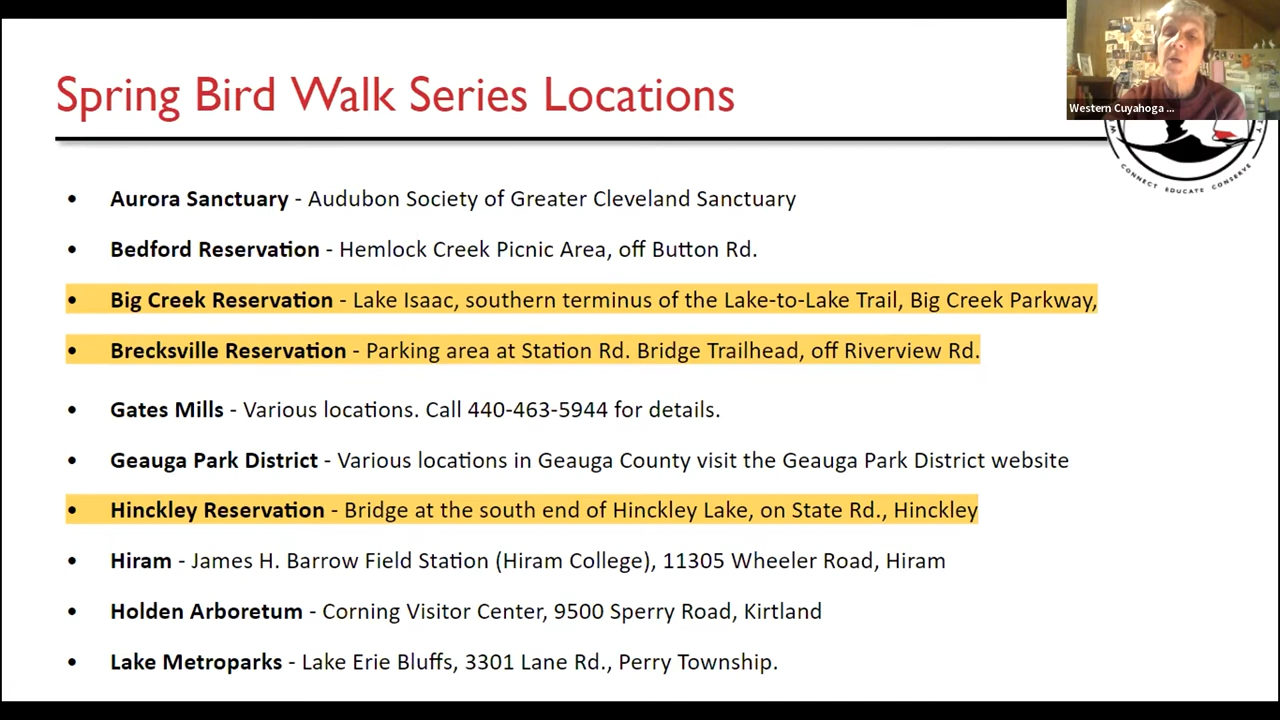 Spring Bird Walk Series Locations
Western Cuyahoga ...
CONNECT EDUCATE CONSERVE
• Aurora Sanctuary - Audubon Society of Greater Cleveland Sanctuary
• Bedford Reservation - Hemlock Creek Picnic Area, off Button Rd.
• Big Creek Reservation - Lake Isaac, southern terminus of the Lake-to-Lake Trail, Big Creek Parkway,
• Brecksville Reservation - Parking area at Station Rd. Bridge Trailhead, off Riverview Rd.
• Gates Mills - Various locations. Call 440-463-5944 for details.
• Geauga Park District - Various locations in Geauga County visit the Geauga Park District website
• Hinckley Reservation - Bridge at the south end of Hinckley Lake, on State Rd., Hinckley
• Hiram - James H. Barrow Field Station (Hiram College), 11305 Wheeler Road, Hiram
• Holden Arboretum - Corning Visitor Center, 9500 Sperry Road, Kirtland
• Lake Metroparks - Lake Erie Bluffs, 3301 Lane Rd., Perry Township.